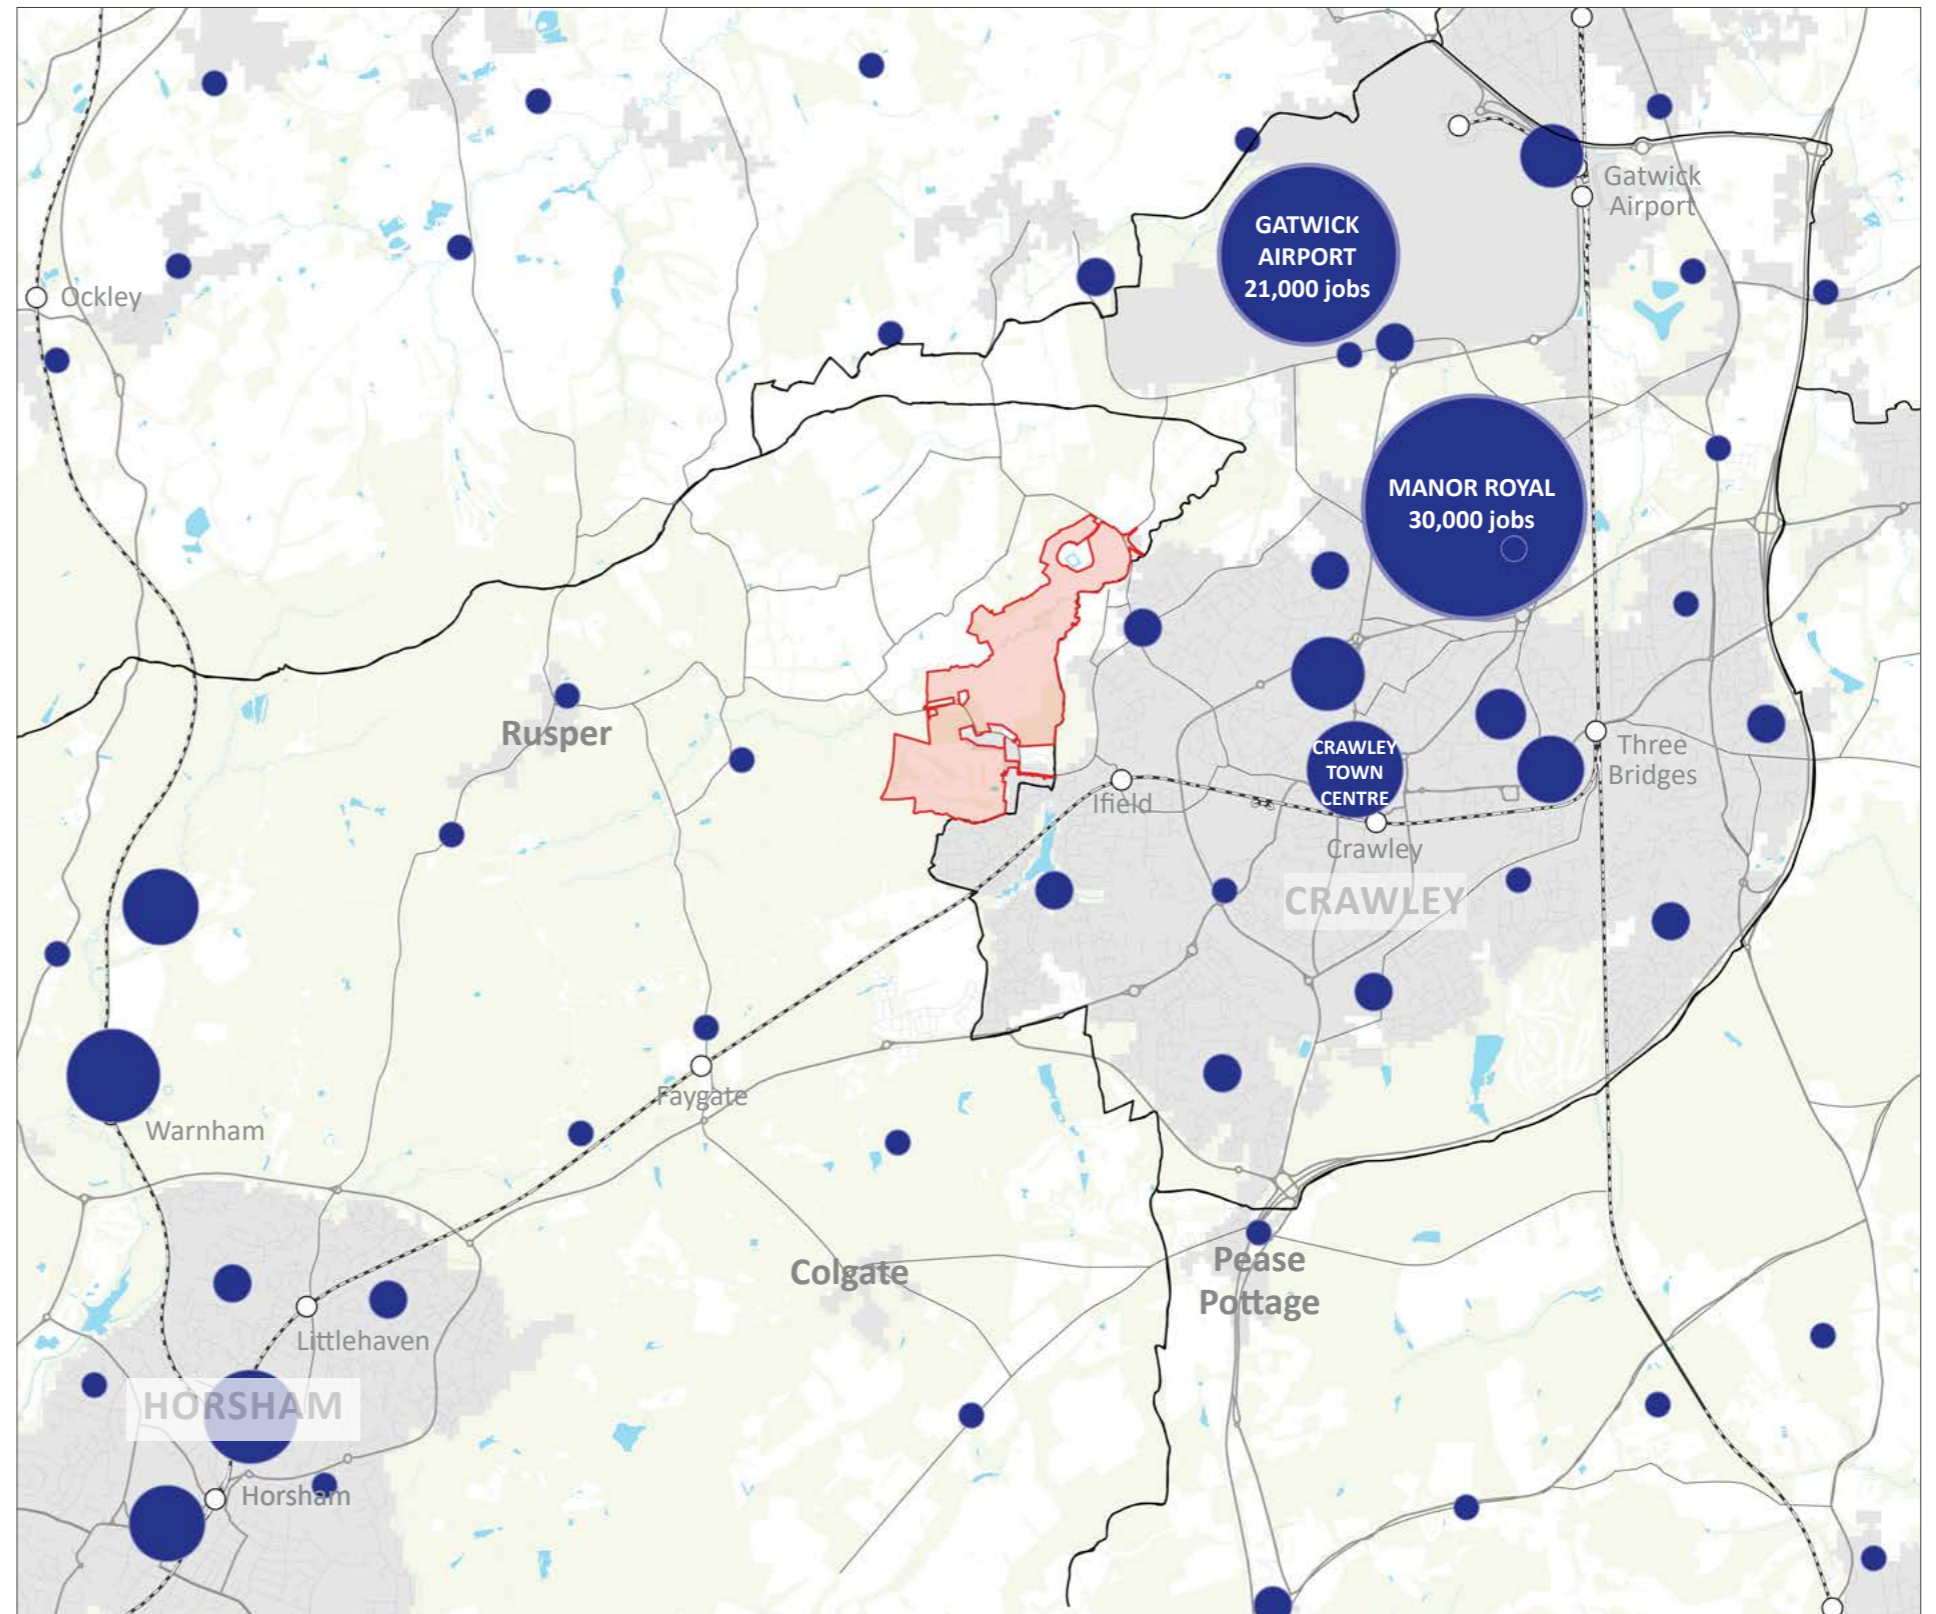 Gatwick
Airport
GATWICK
AIRPORT
21,000 jobs
Ockley
MANOR ROYAL
30,000 jobs
Rusper
Three
Bridges
CRAWLEY
TOWN
CENTRE
Ifield
Crawley
CRAWLEY
Faygate
Warnham
Colgate
Pease
Pottage
Littlehaven
HORSHAM
Horsham